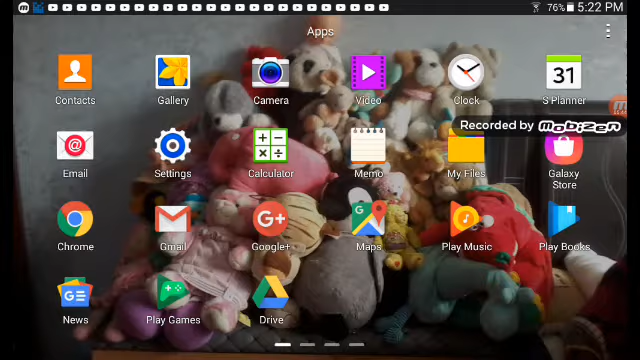 76% 5:22 PM
Apps
31
Contacts Gallery Camera Video Clock S Planner
Recorded by MOBIZEN
Email Settings Calculator Memo My Files Galaxy Store
Chrome Gmail Google+ Maps Play Music Play Books
News Play Games Drive